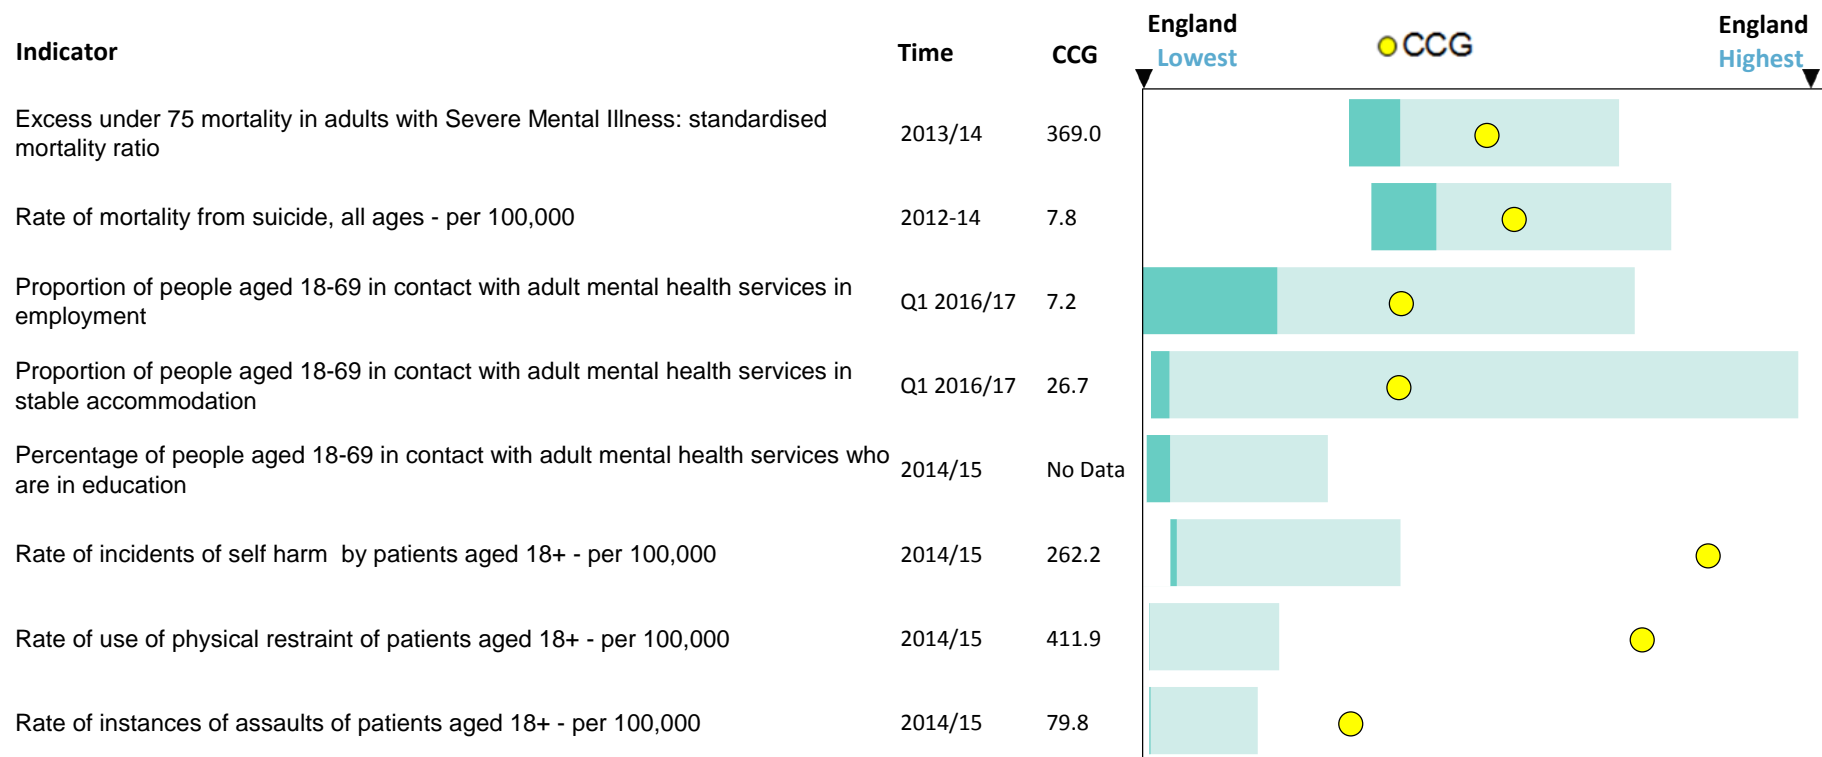 Indicator Time CCG England Lowest CCG England Highest
Excess under 75 mortality in adults with Severe Mental Illness: standardised
mortality ratio
2013/14 369.0
Rate of mortality from suicide, all ages - per 100,000 2012-14 7.8
Proportion of people aged 18-69 in contact with adult mental health services in
employment
Q1 2016/17 7.2
Proportion of people aged 18-69 in contact with adult mental health services in
stable accommodation
Q1 2016/17 26.7
Percentage of people aged 18-69 in contact with adult mental health services who
are in education
2014/15 No Data
Rate of incidents of self harm  by patients aged 18+ - per 100,000 2014/15 262.2
Rate of use of physical restraint of patients aged 18+ - per 100,000 2014/15 411.9
Rate of instances of assaults of patients aged 18+ - per 100,000 2014/15 79.8